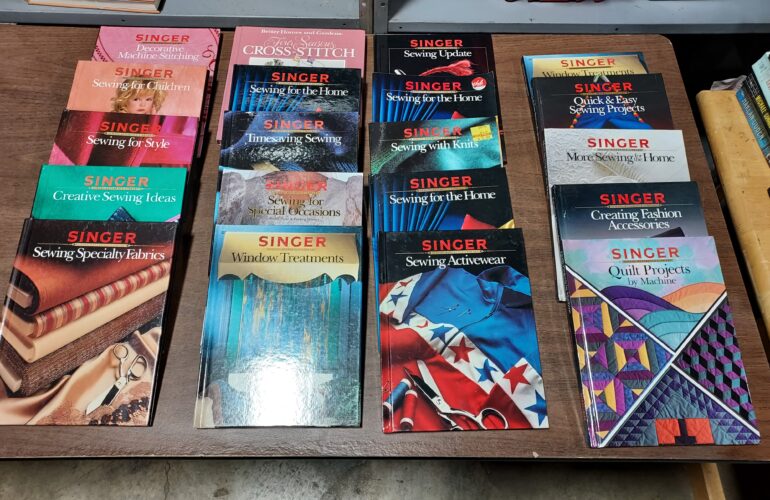 SINGER
Decorative
Machine Stitching
SINGER
Sewing for Children
SINGER
Sewing for Style
SINGER
Creative Sewing Ideas
SINGER
Sewing Specialty Fabrics
Better Homes and Gardens
Four Seasons
CROSS-STITCH
SINGER
Sewing for the Home
SINGER
Timesaving Sewing
SINGER
Sewing for
Special Occasions
SINGER
Window Treatments
SINGER
Sewing Update
SINGER
Sewing for the Home
SINGER
Sewing with Knits
SINGER
Sewing for the Home
SINGER
Sewing Activewear
SINGER
Window Treatments
SINGER
Quick & Easy
Sewing Projects
SINGER
More Sewing for the Home
SINGER
Creating Fashion
Accessories
SINGER
Quilt Projects
by Machine